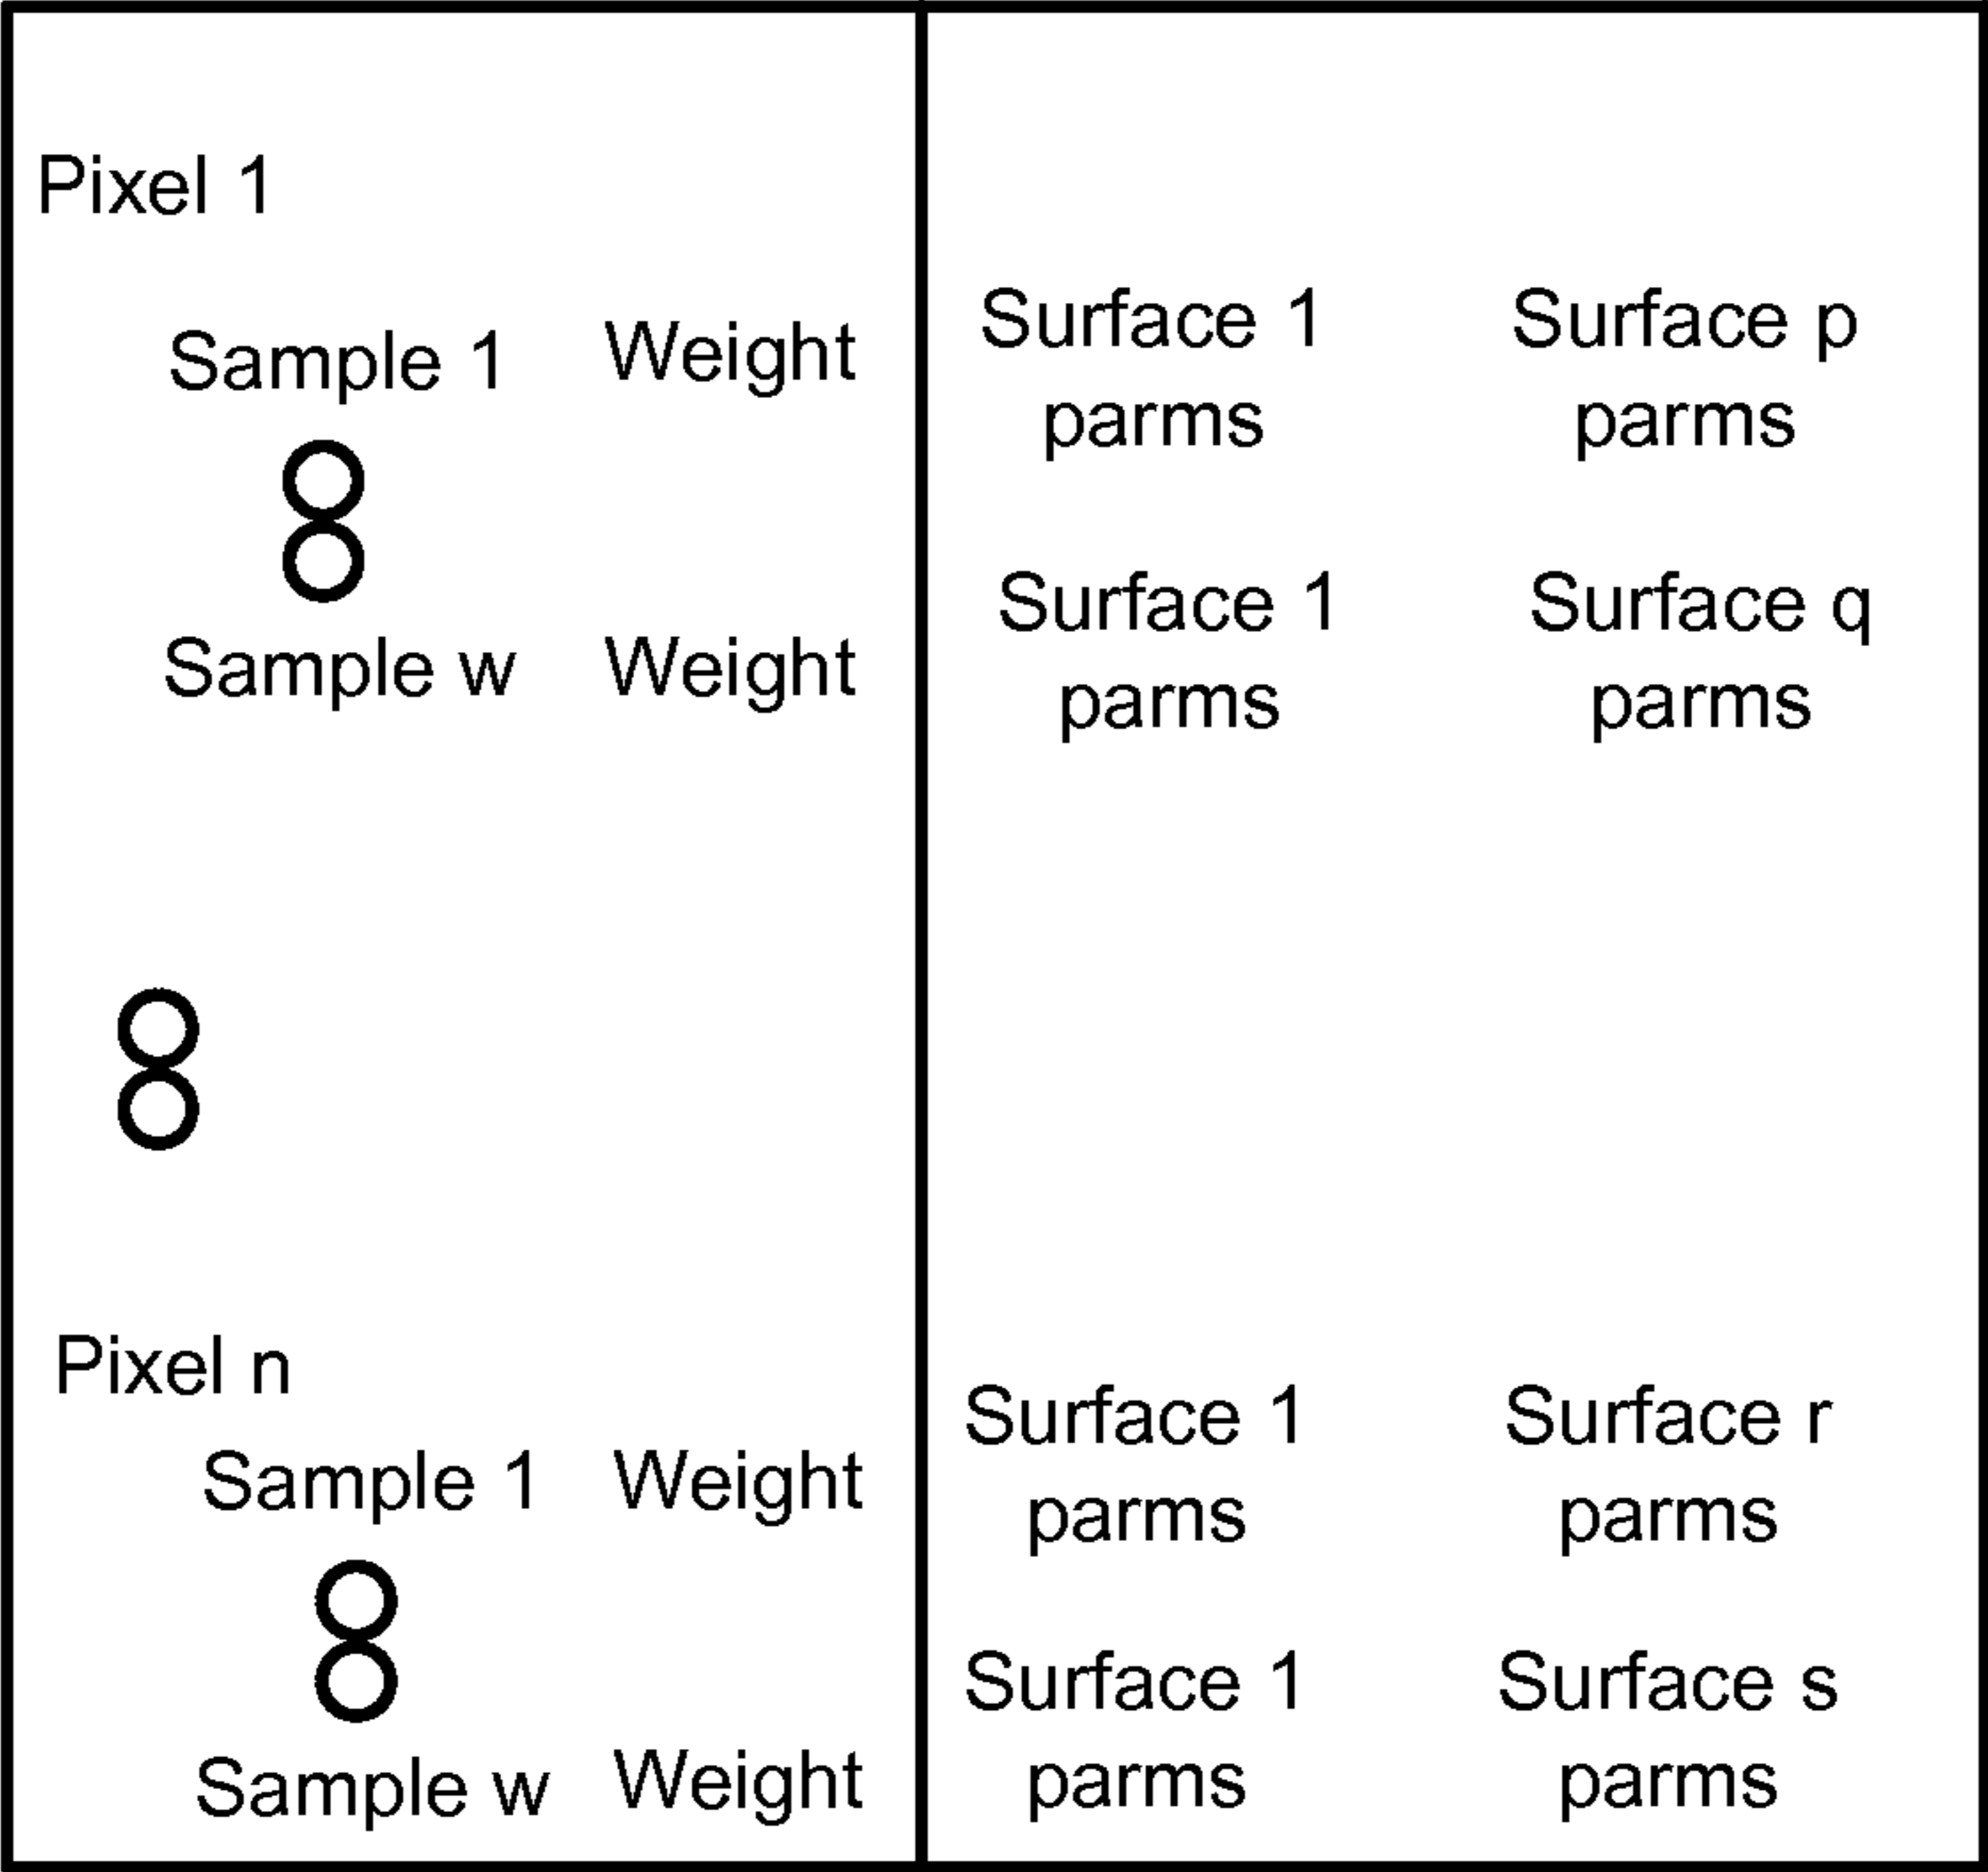 Pixel 1
Sample 1 Weight
Surface 1 parms
Surface p parms
Sample w Weight
Surface 1 parms
Surface q parms
Pixel n
Sample 1 Weight
Surface 1 parms
Surface r parms
Sample w Weight
Surface 1 parms
Surface s parms